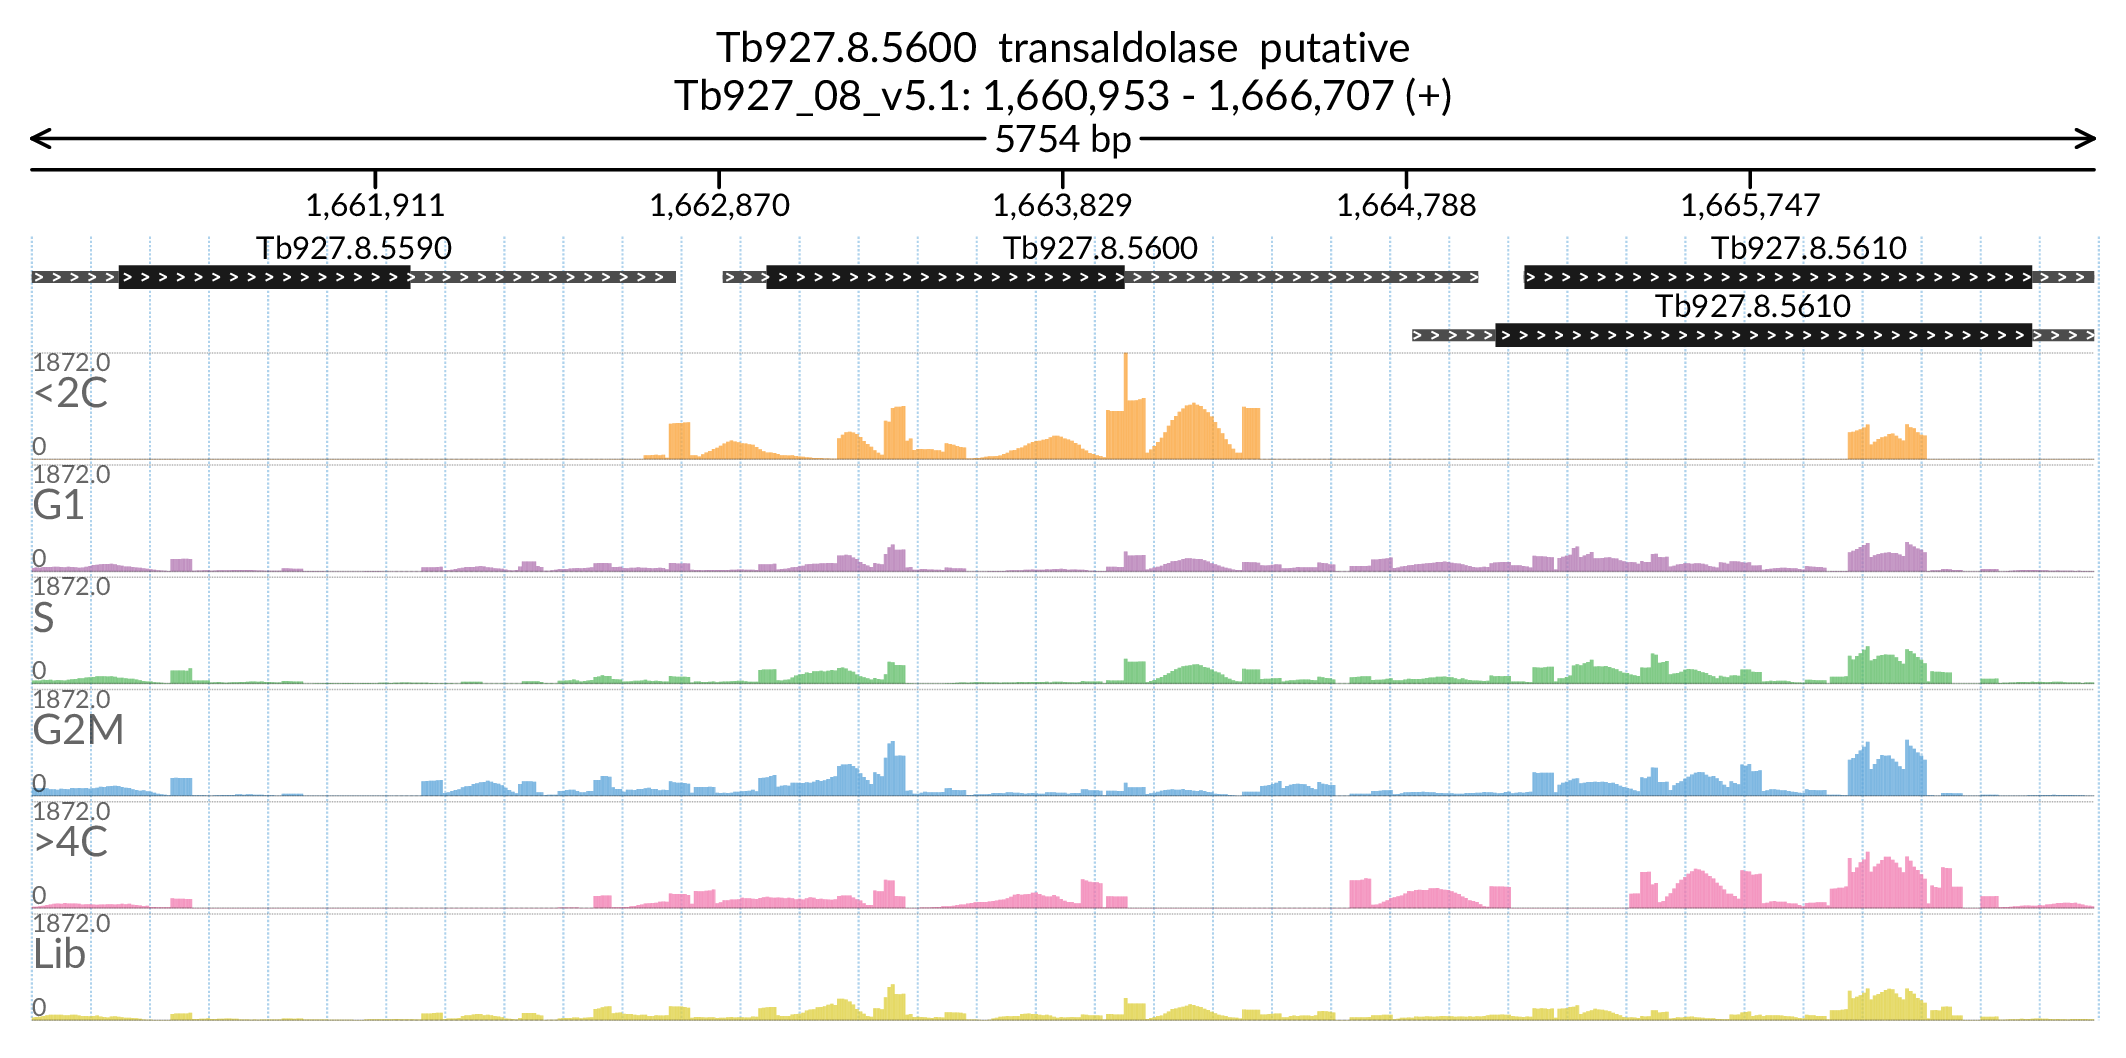 Tb927.8.5600 transaldolase putative
Tb927_08_v5.1: 1,660,953 - 1,666,707 (+)
5754 bp
1,661,911 1,662,870 1,663,829 1,664,788 1,665,747
Tb927.8.5590 Tb927.8.5600 Tb927.8.5610
Tb927.8.5610
1872.0
<2C
0
1872.0
G1
0
1872.0
S
0
1872.0
G2M
0
1872.0
>4C
0
1872.0
Lib
0